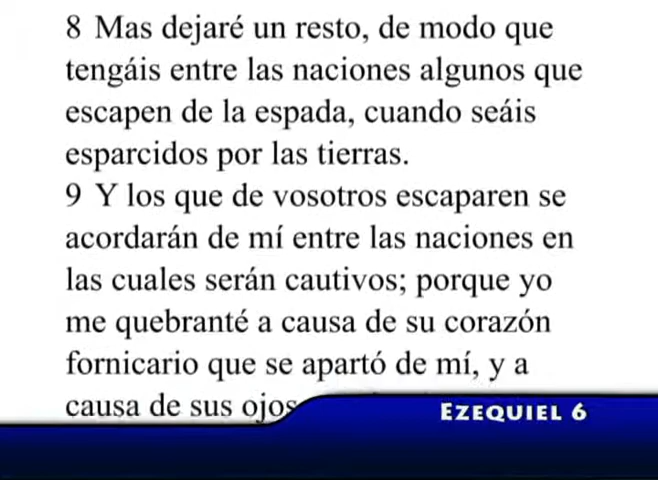 8 Mas dejaré un resto, de modo que
tengáis entre las naciones algunos que
escapen de la espada, cuando seáis
esparcidos por las tierras.
9 Y los que de vosotros escaparen se
acordarán de mí entre las naciones en
las cuales serán cautivos; porque yo
me quebranté a causa de su corazón
fornicario que se apartó de mí, y a
causa de sus ojos
EZEQUIEL 6